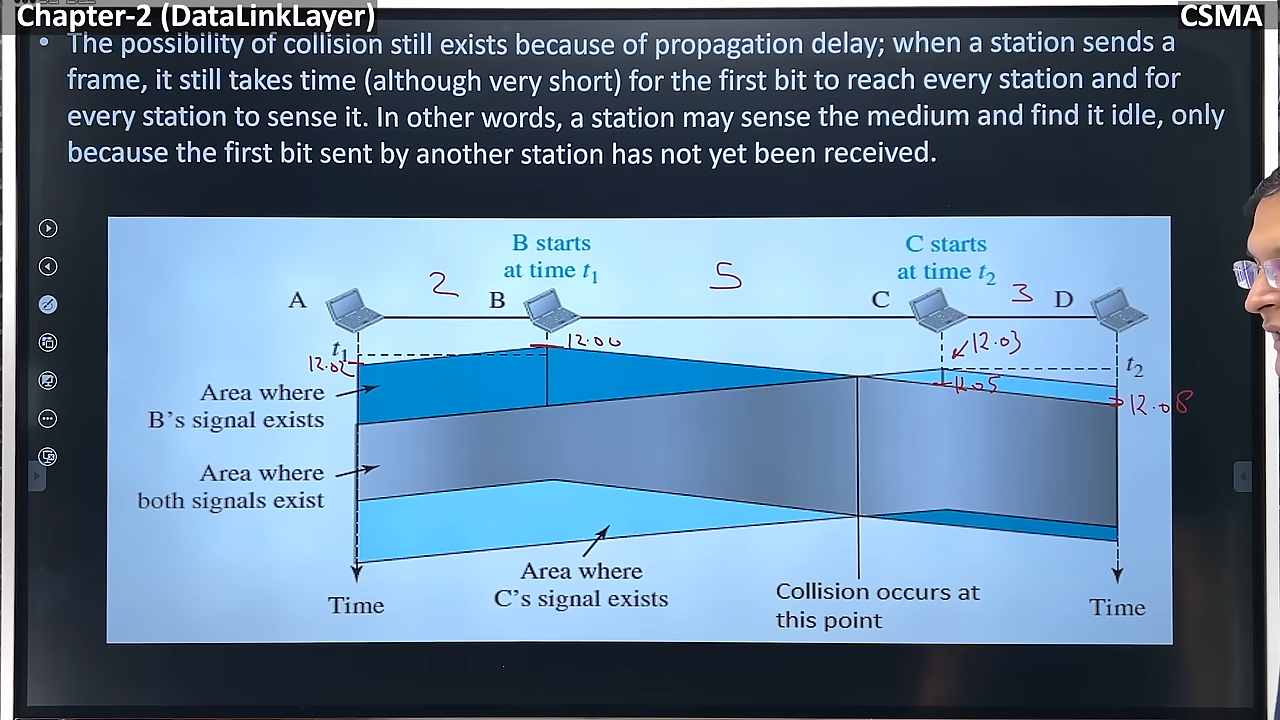 Chapter-2 (DataLinkLayer)
CSMA
• The possibility of collision still exists because of propagation delay; when a station sends a
frame, it still takes time (although very short) for the first bit to reach every station and for
every station to sense it. In other words, a station may sense the medium and find it idle, only
because the first bit sent by another station has not yet been received.
B starts
at time t1
C starts
at time t2
2
5
3
A
B
C
D
t1
12.00
12.03
12.02
t2
12.05
12.08
Area where
B's signal exists
Area where
both signals exist
Area where
C's signal exists
Collision occurs at
this point
Time
Time